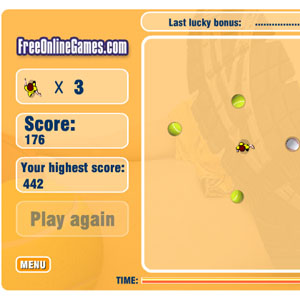 Last lucky bonus: ..............
FreeOnlineGames.com
X 3
Score:
176
Your highest score:
442
Play again
MENU
TIME: